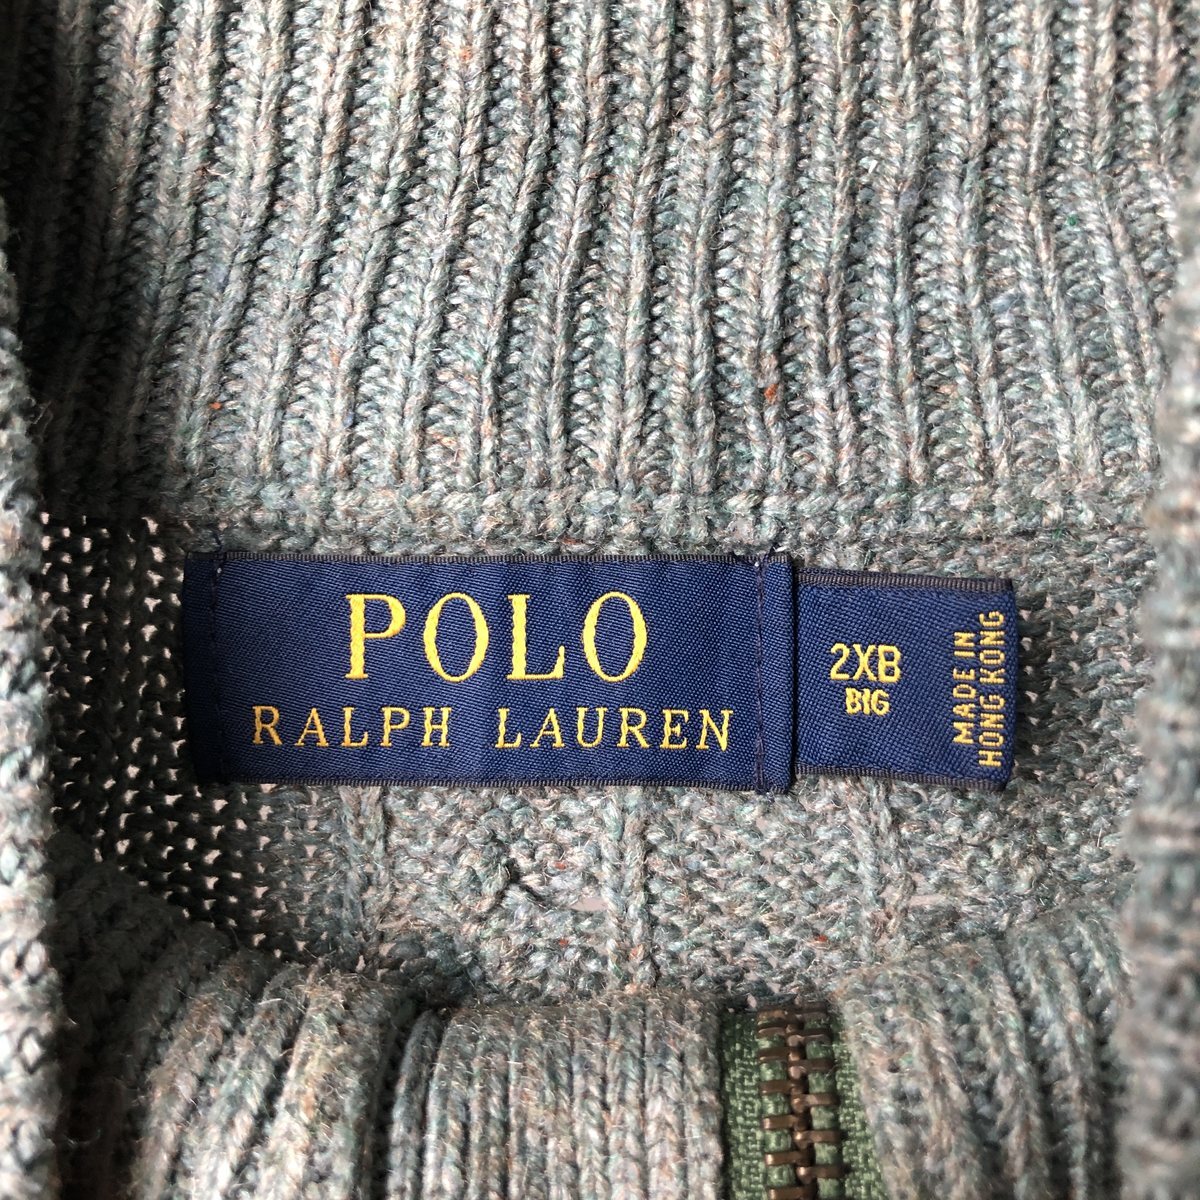 POLO
RALPH LAUREN
2XB
BIG
MADE IN
HONG KONG